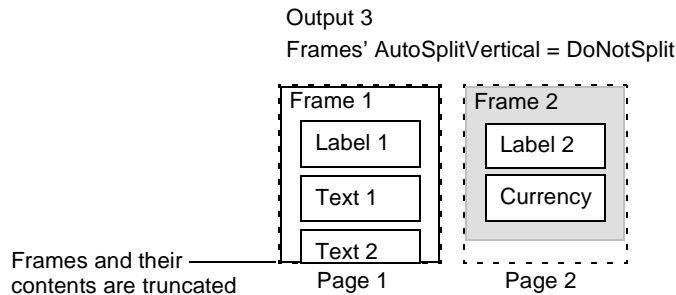 Output 3
Frames’ AutoSplitVertical = DoNotSplit
Frame 1
Label 1
Text 1
Text 2
Page 1
Frame 2
Label 2
Currency
Page 2
Frames and their
contents are truncated